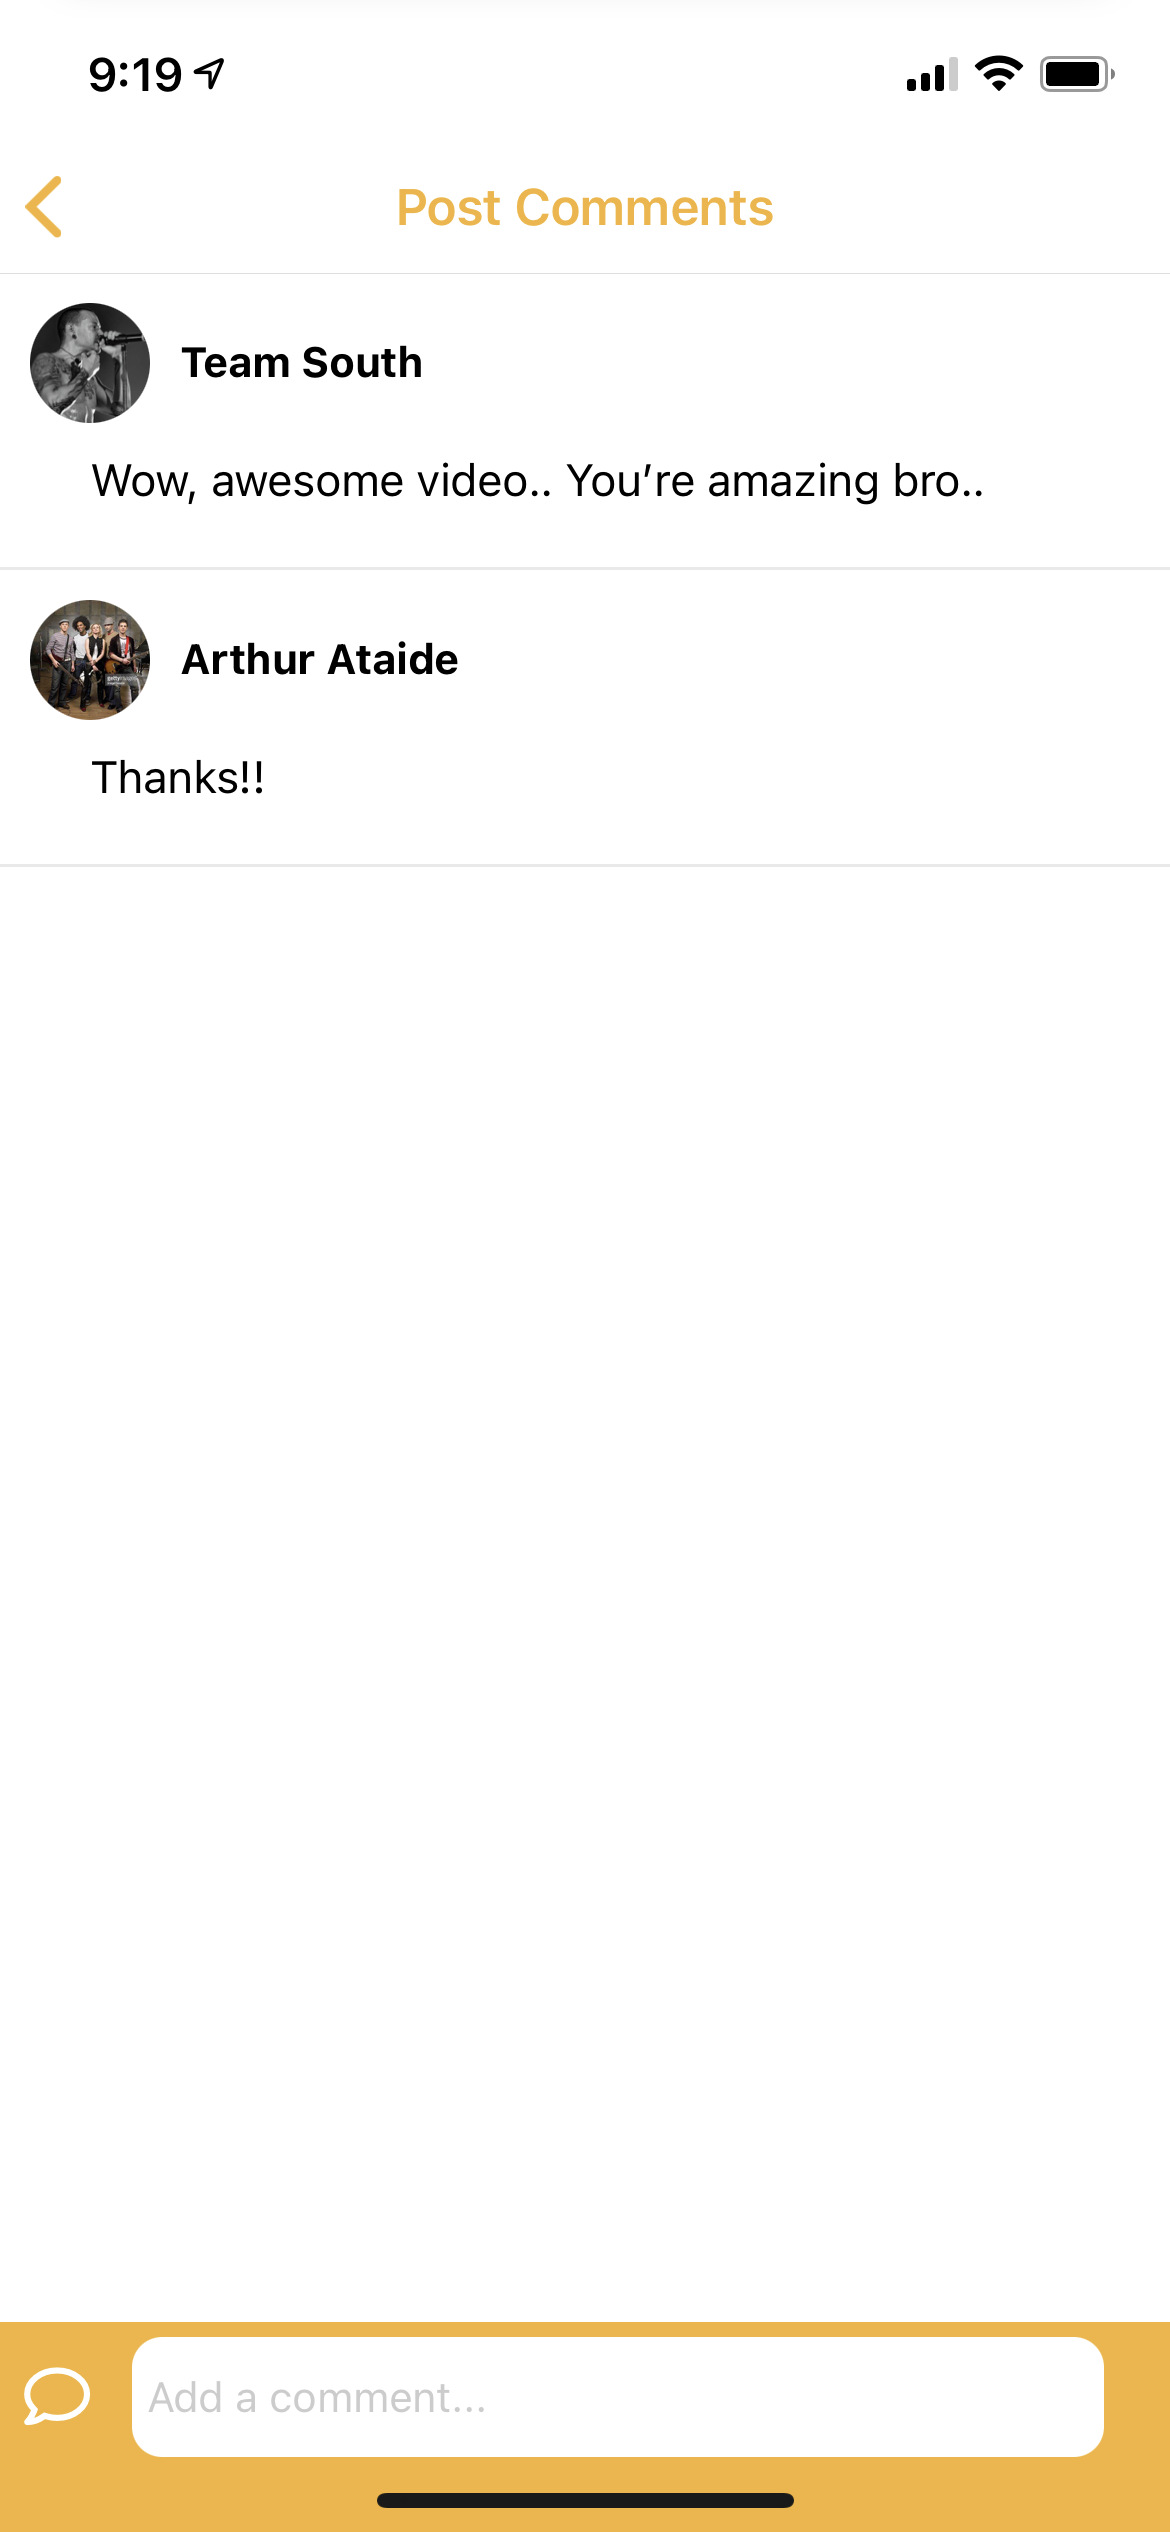 9:19
Post Comments
Team South
Wow, awesome video.. You’re amazing bro..
Arthur Ataide
Thanks!!
Add a comment...